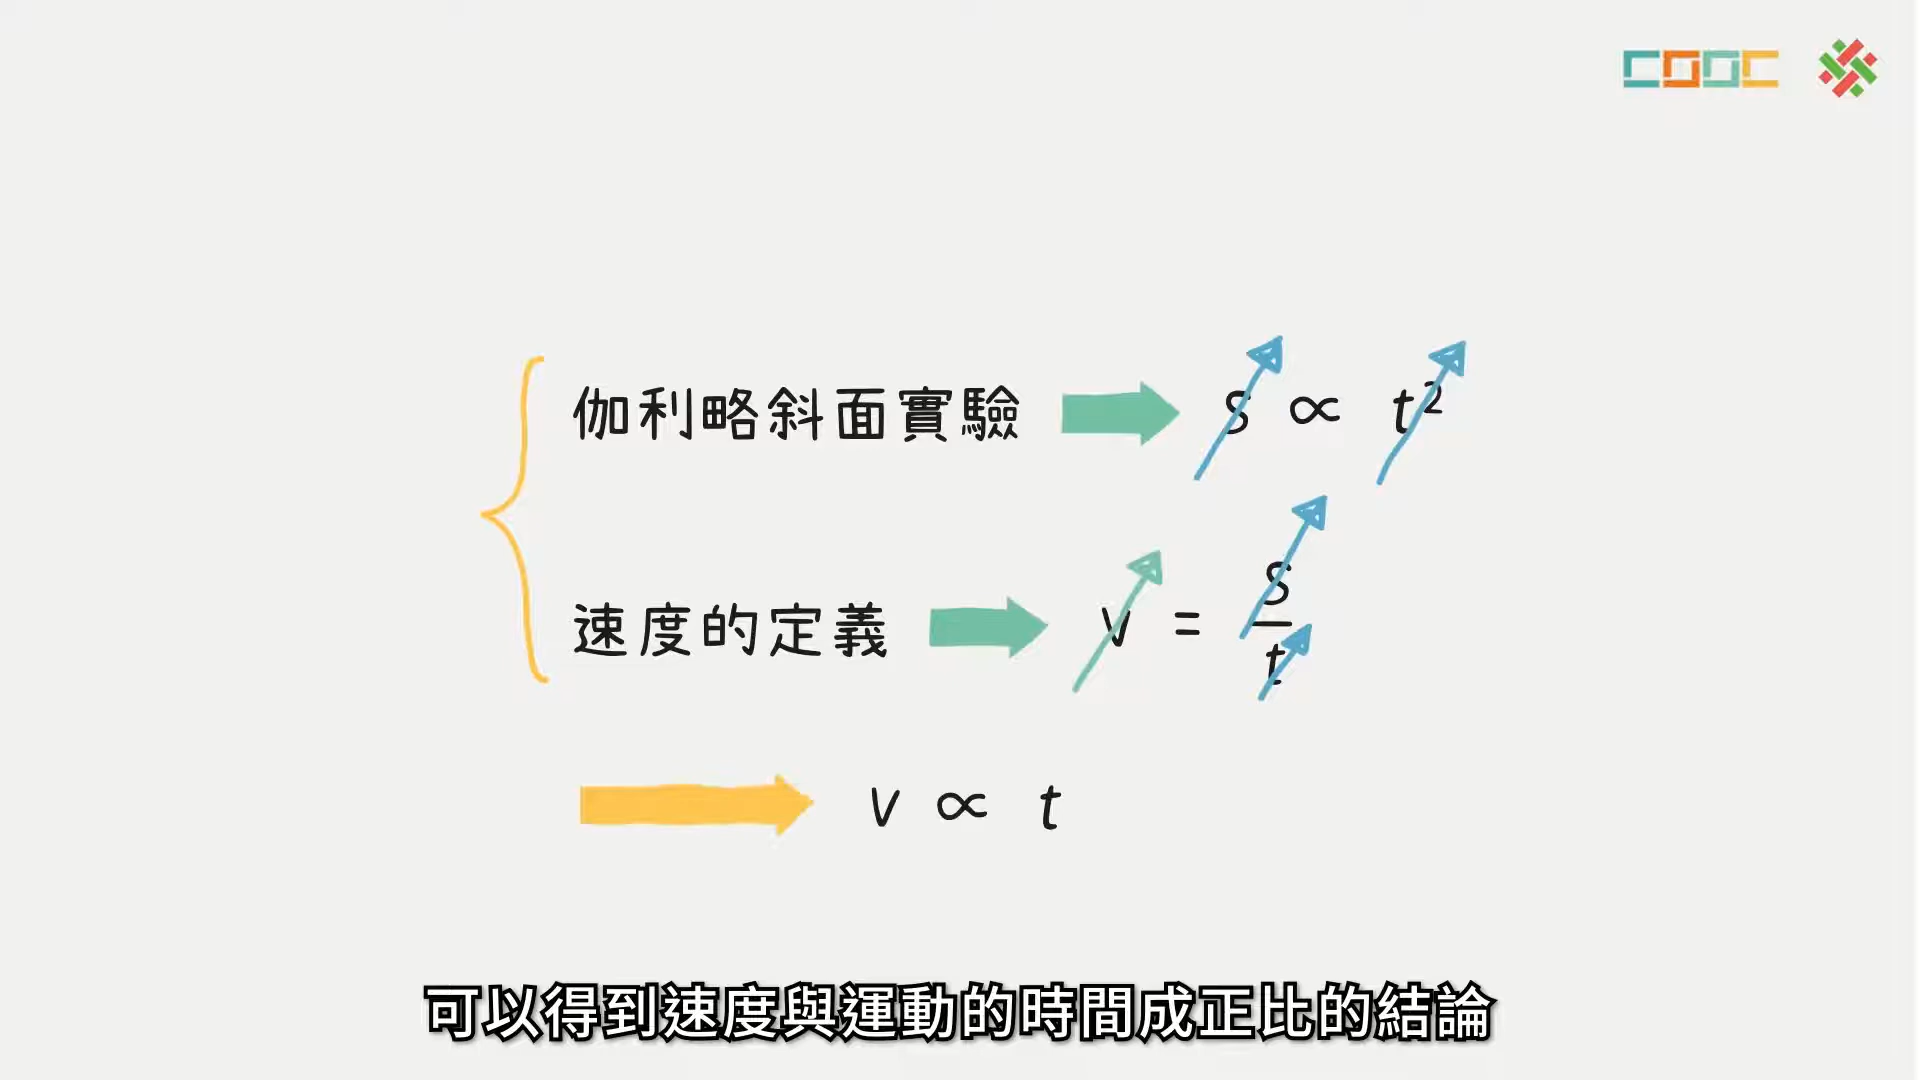 COOC
伽利略斜面實驗 s ∝ t²
速度的定義 v = s/t
v ∝ t
可以得到速度與運動的時間成正比的結論